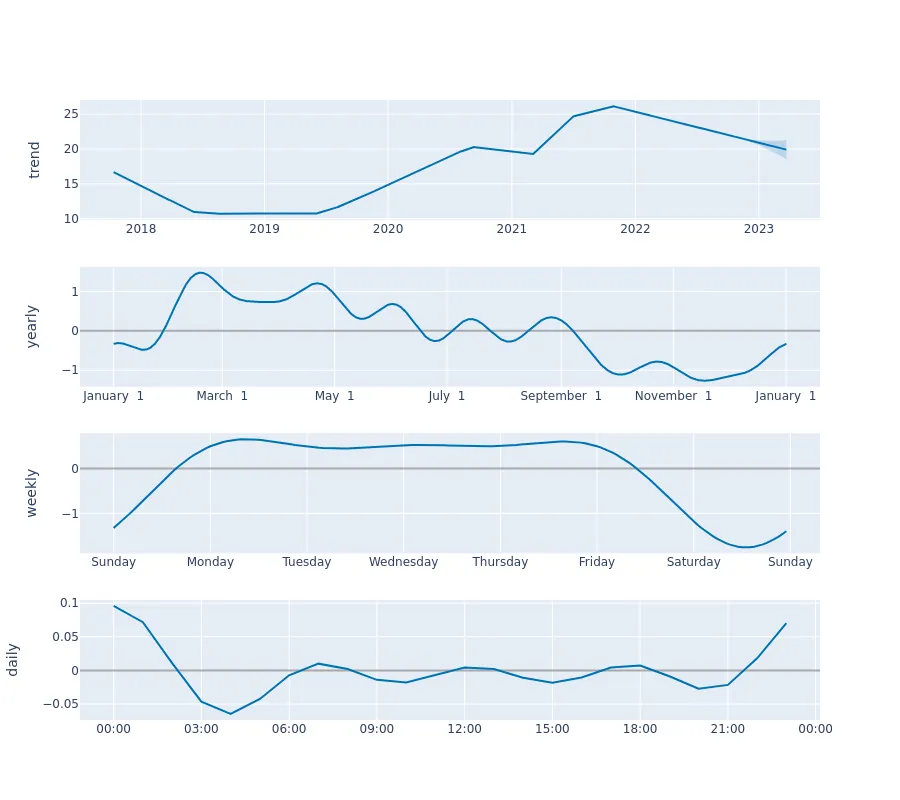 trend
25
20
15
10
2018 2019 2020 2021 2022 2023
yearly
1
0
−1
January 1 March 1 May 1 July 1 September 1 November 1 January 1
weekly
0
−1
Sunday Monday Tuesday Wednesday Thursday Friday Saturday Sunday
daily
0.1
0.05
0
−0.05
00:00 03:00 06:00 09:00 12:00 15:00 18:00 21:00 00:00